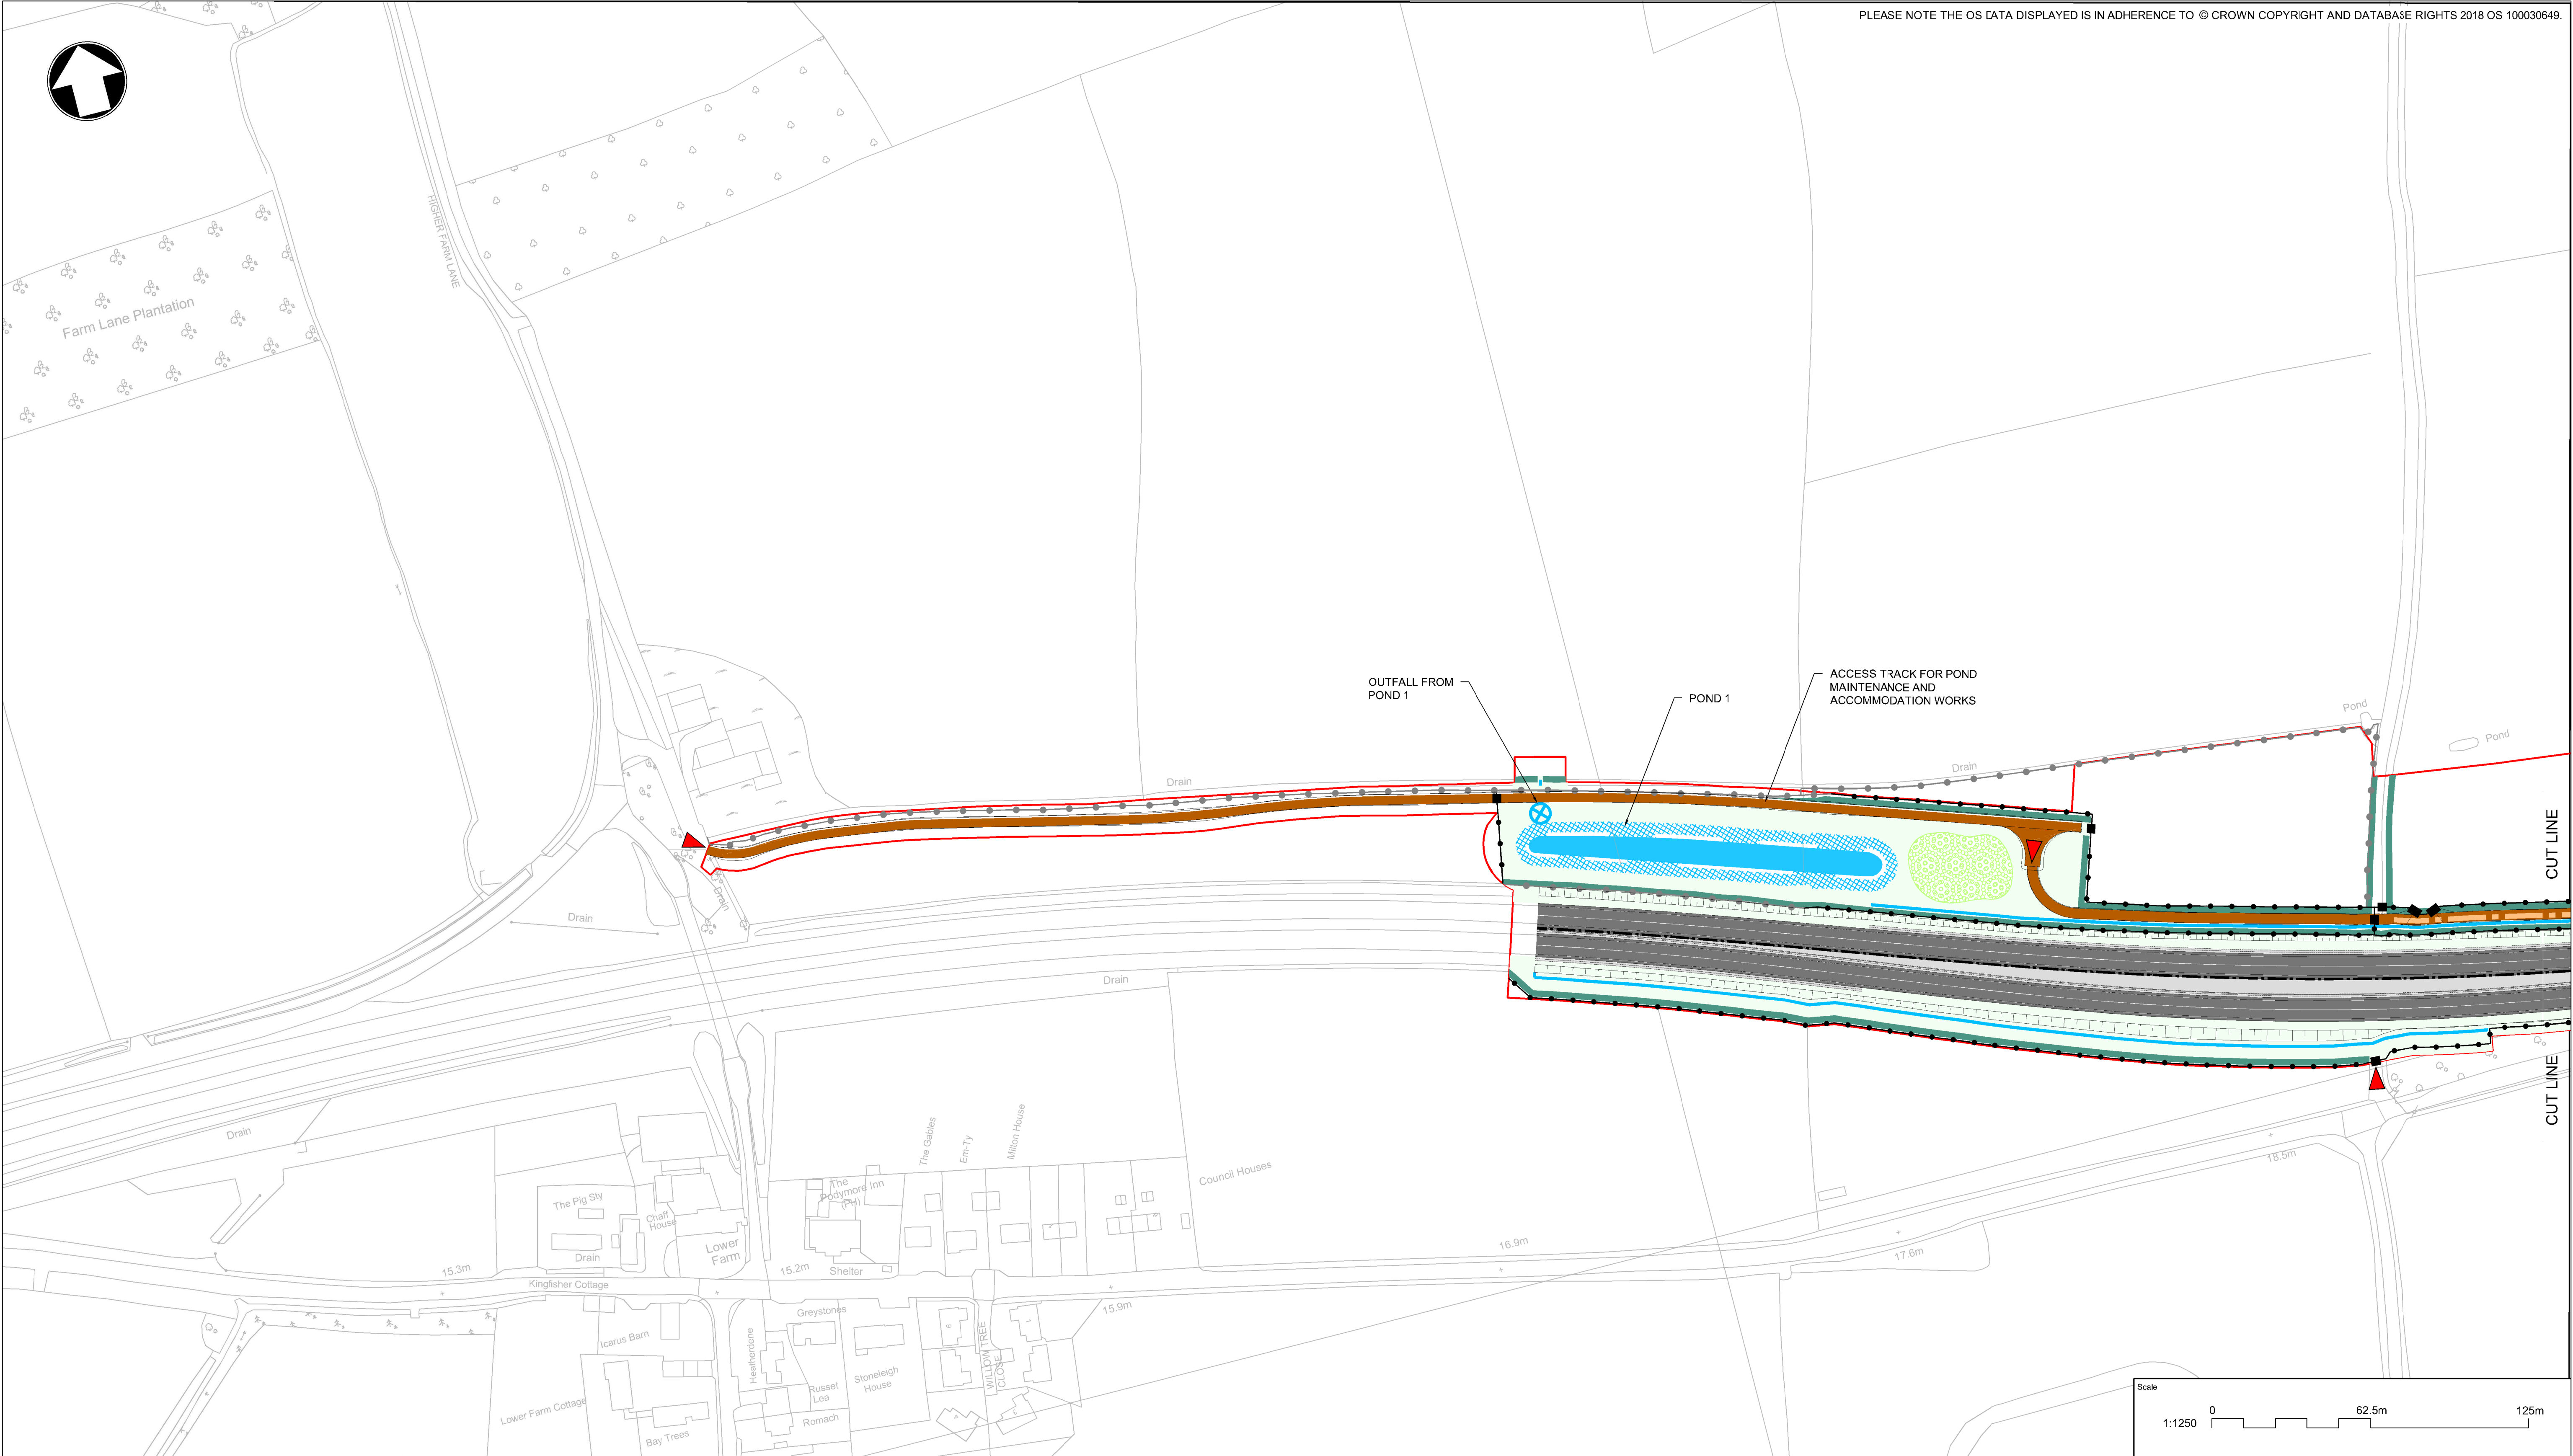 PLEASE NOTE THE OS DATA DISPLAYED IS IN ADHERENCE TO © CROWN COPYRIGHT AND DATABASE RIGHTS 2018 OS 100030649.
HIGHER FARM LANE
Farm Lane Plantation
OUTFALL FROM
POND 1
POND 1
ACCESS TRACK FOR POND
MAINTENANCE AND
ACCOMMODATION WORKS
Pond
Pond
Drain
Drain
CUT LINE
Drain
Drain
Drain
Drain
CUT LINE
The Gables
Em-Ty
Milton House
Council Houses
The
Podymore Inn
(PH)
The Pig Sty
Chaff
House
Lower
Farm
Drain
18.5m
16.9m
17.6m
15.3m
15.2m
Shelter
Kingfisher Cottage
15.9m
Greystones
Icarus Barn
Heatherdene
WILLOW TREE
CLOSE
6
1
Stoneleigh
House
Russet
Lea
Lower Farm Cottage
Romach
Bay Trees
Scale
1:1250
0
62.5m
125m